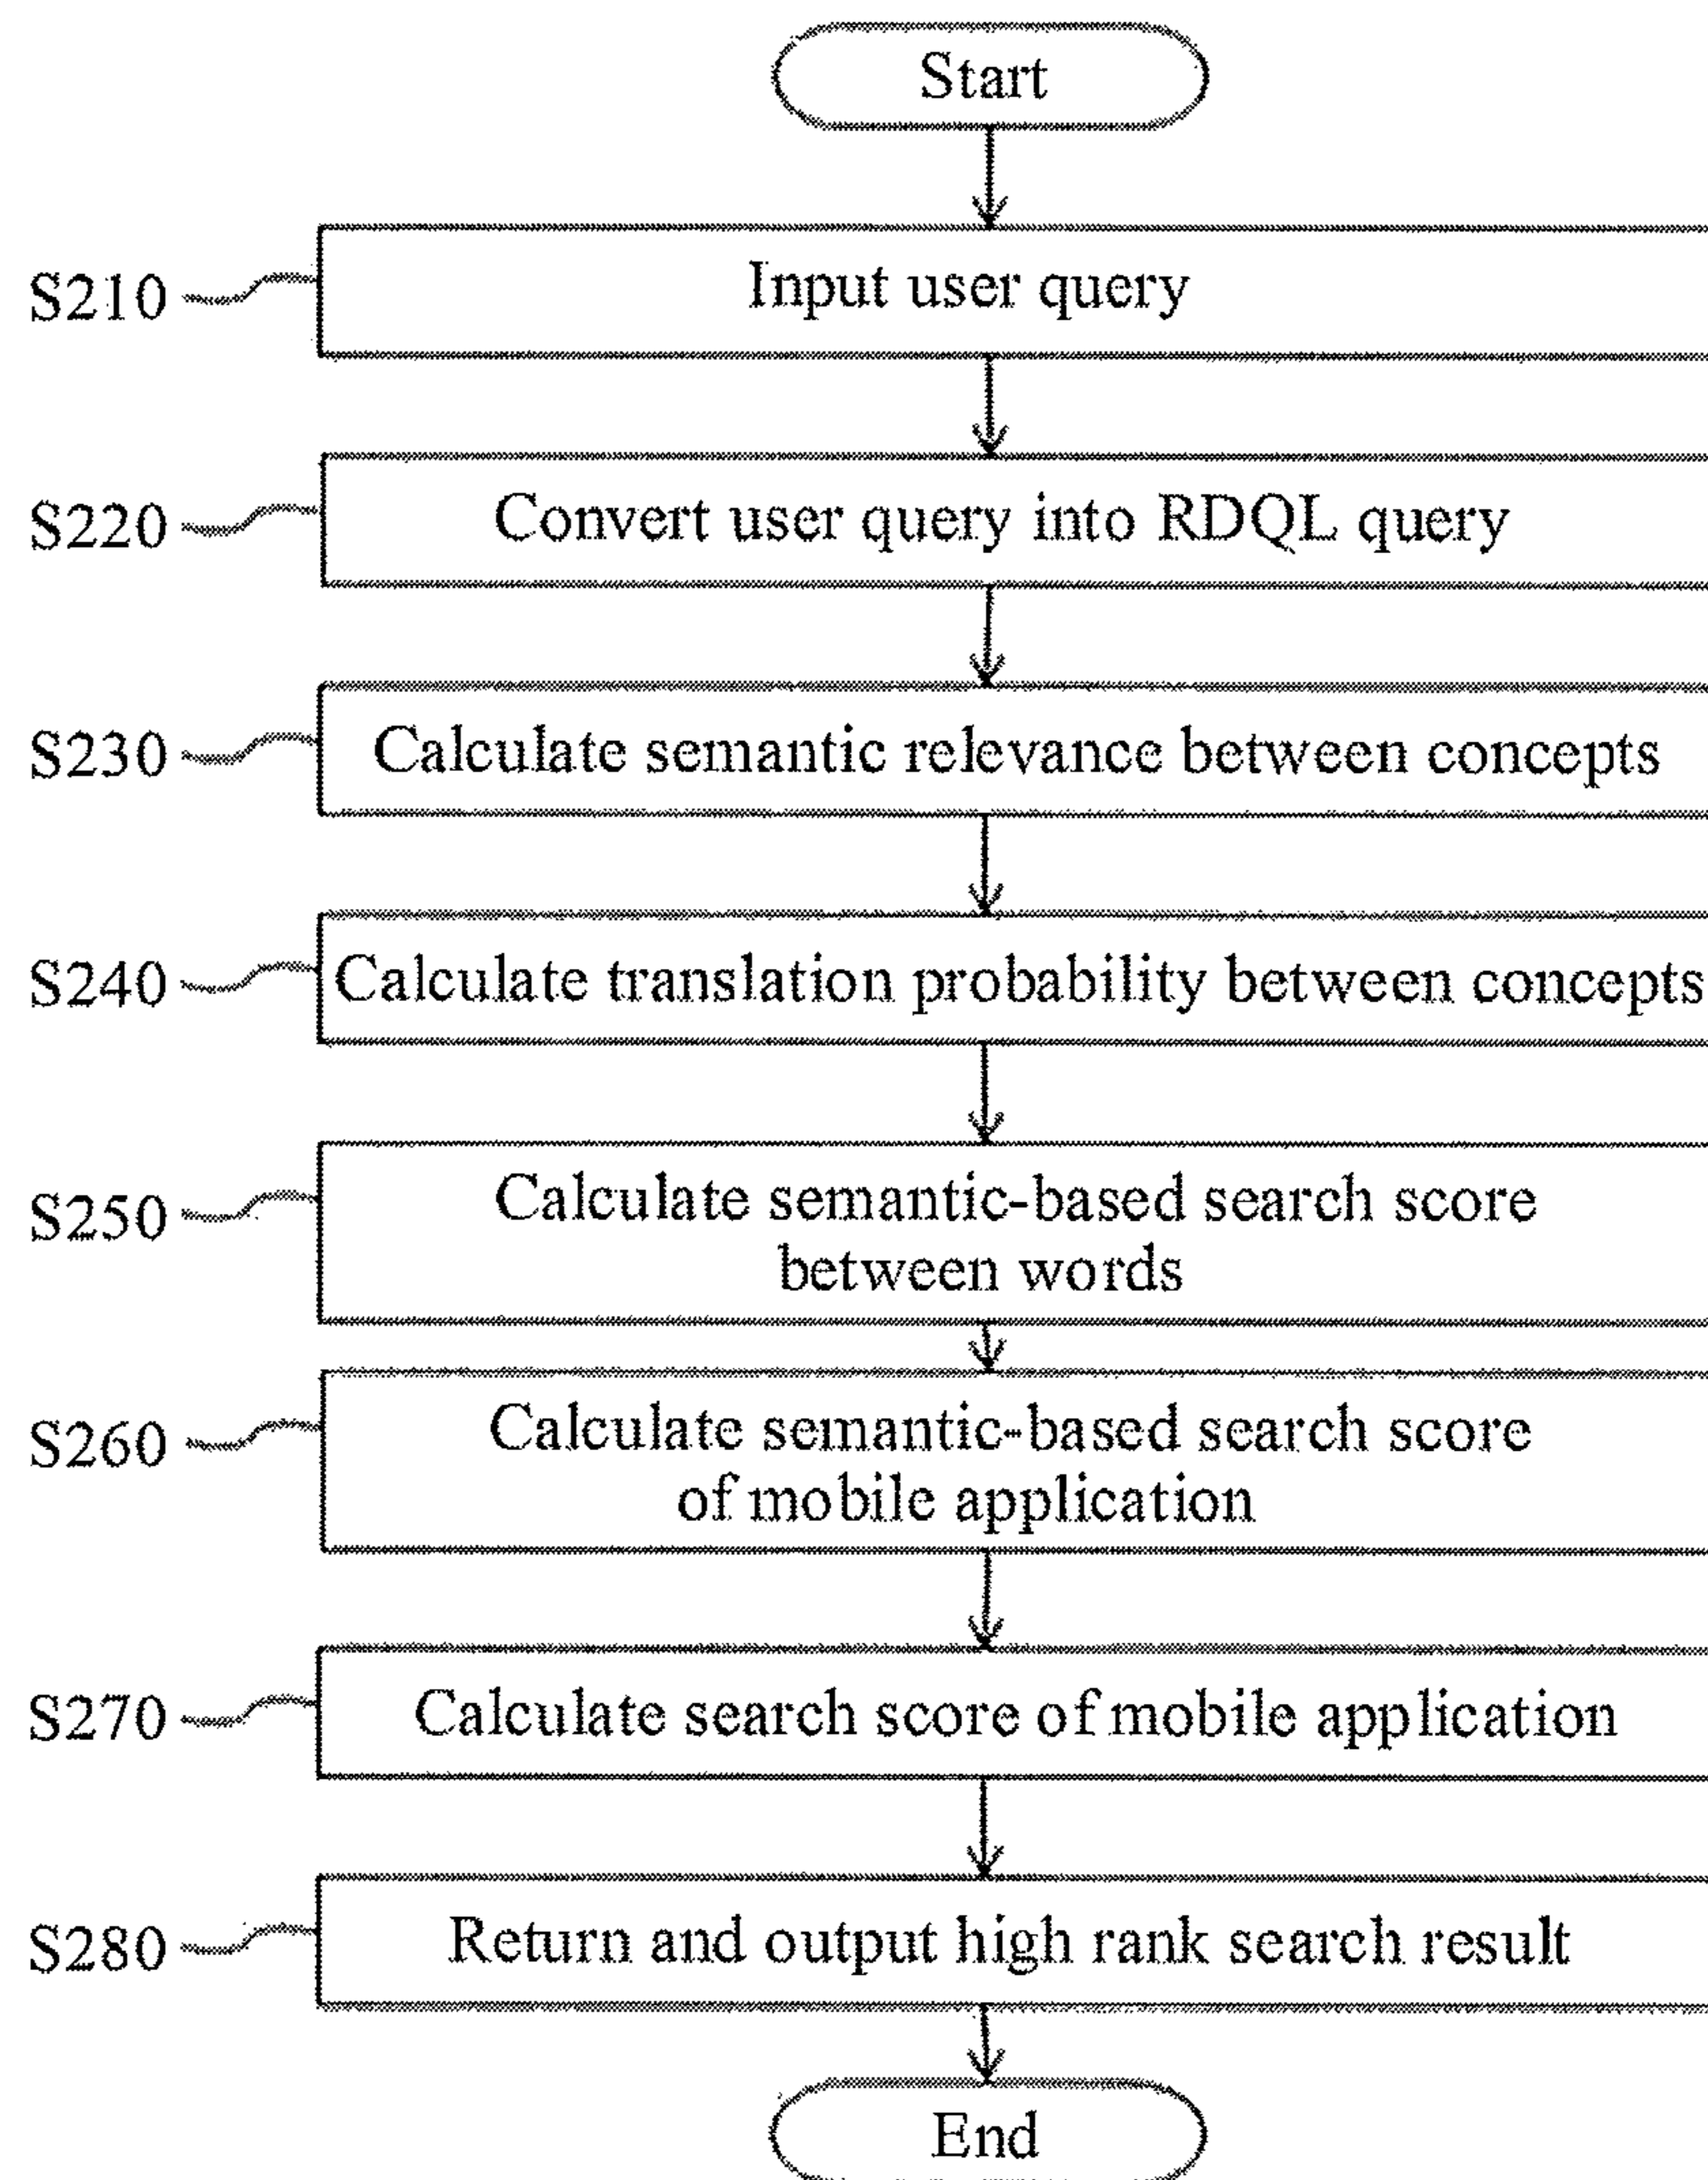 Start
S210
Input user query
S220
Convert user query into RDQL query
S230
Calculate semantic relevance between concepts
S240
Calculate translation probability between concepts
S250
Calculate semantic-based search score
between words
S260
Calculate semantic-based search score
of mobile application
S270
Calculate search score of mobile application
S280
Return and output high rank search result
End